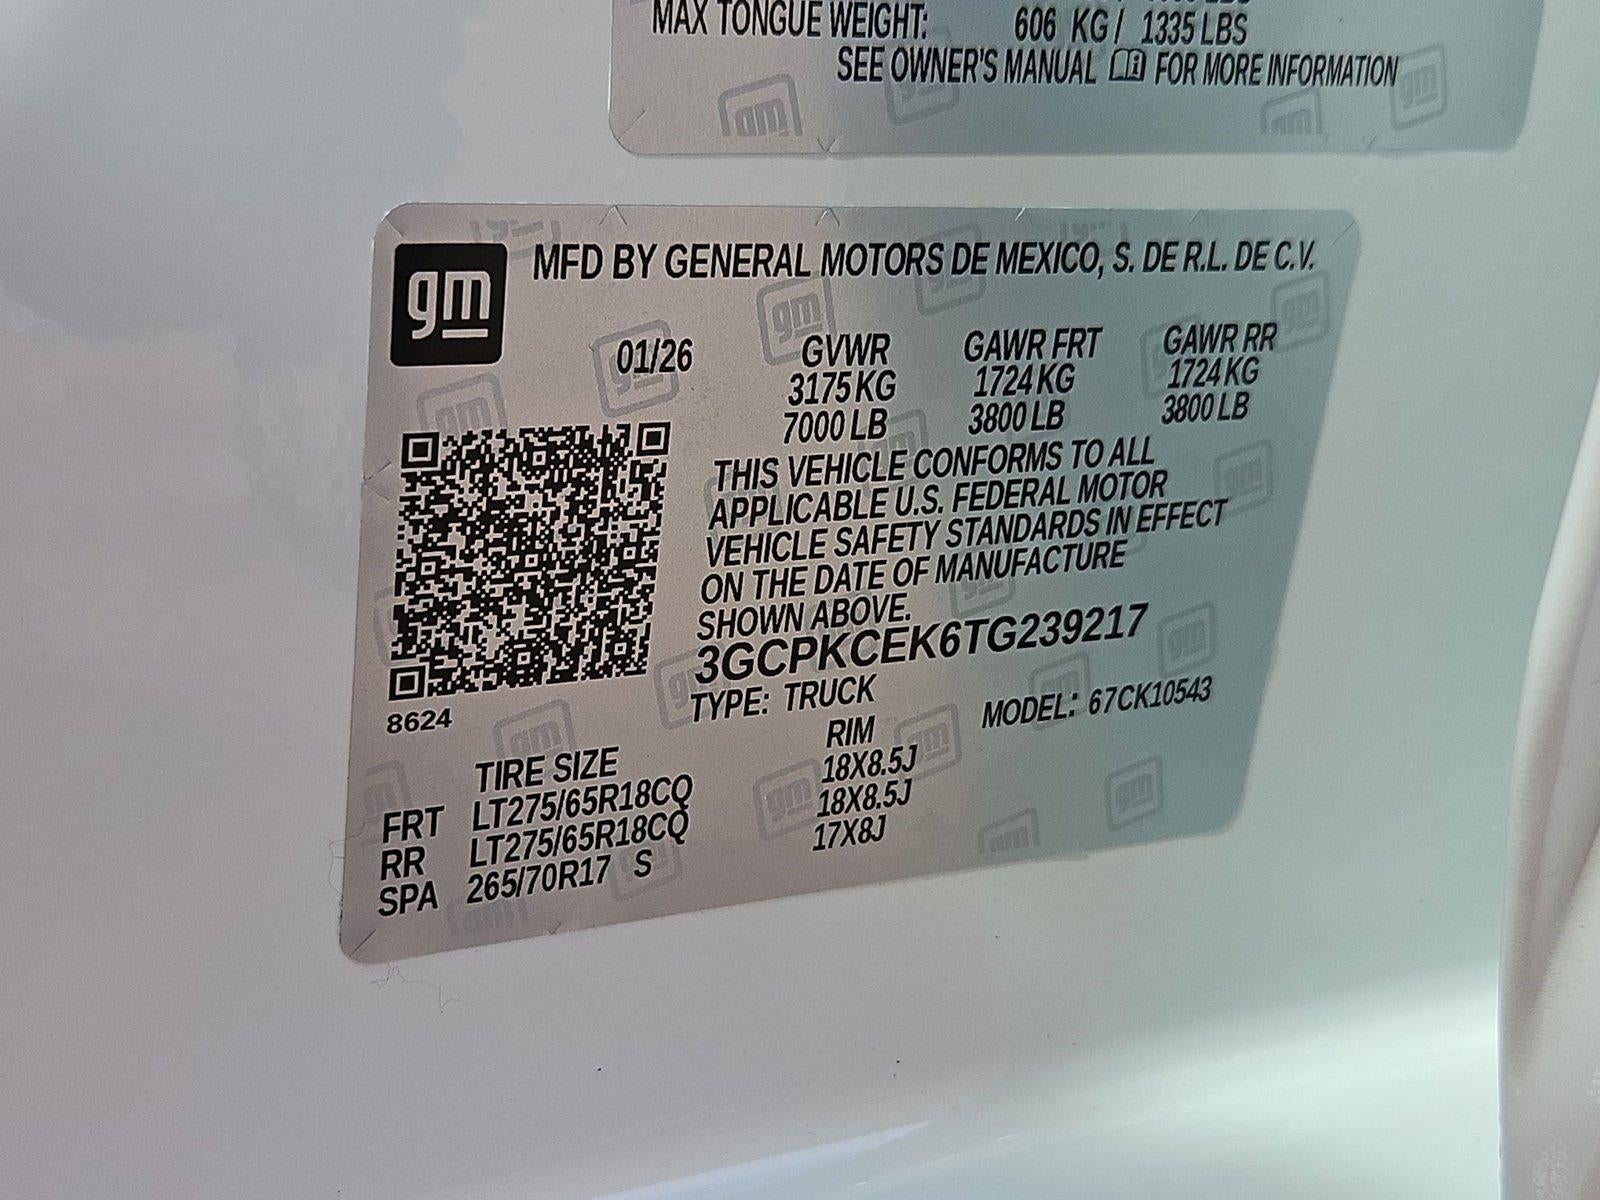 MAX TONGUE WEIGHT: 606 KG / 1335 LBS
SEE OWNER'S MANUAL FOR MORE INFORMATION
gm
MFD BY GENERAL MOTORS DE MEXICO, S. DE R.L. DE C.V.
01/26 GVWR GAWR FRT GAWR RR
3175 KG 1724 KG 1724 KG
7000 LB 3800 LB 3800 LB
THIS VEHICLE CONFORMS TO ALL
APPLICABLE U.S. FEDERAL MOTOR
VEHICLE SAFETY STANDARDS IN EFFECT
ON THE DATE OF MANUFACTURE
SHOWN ABOVE.
3GCPKCEK6TG239217
TYPE: TRUCK MODEL: 67CK10543
8624
TIRE SIZE RIM
FRT LT275/65R18CQ 18X8.5J
RR LT275/65R18CQ 18X8.5J
SPA 265/70R17 S 17X8J